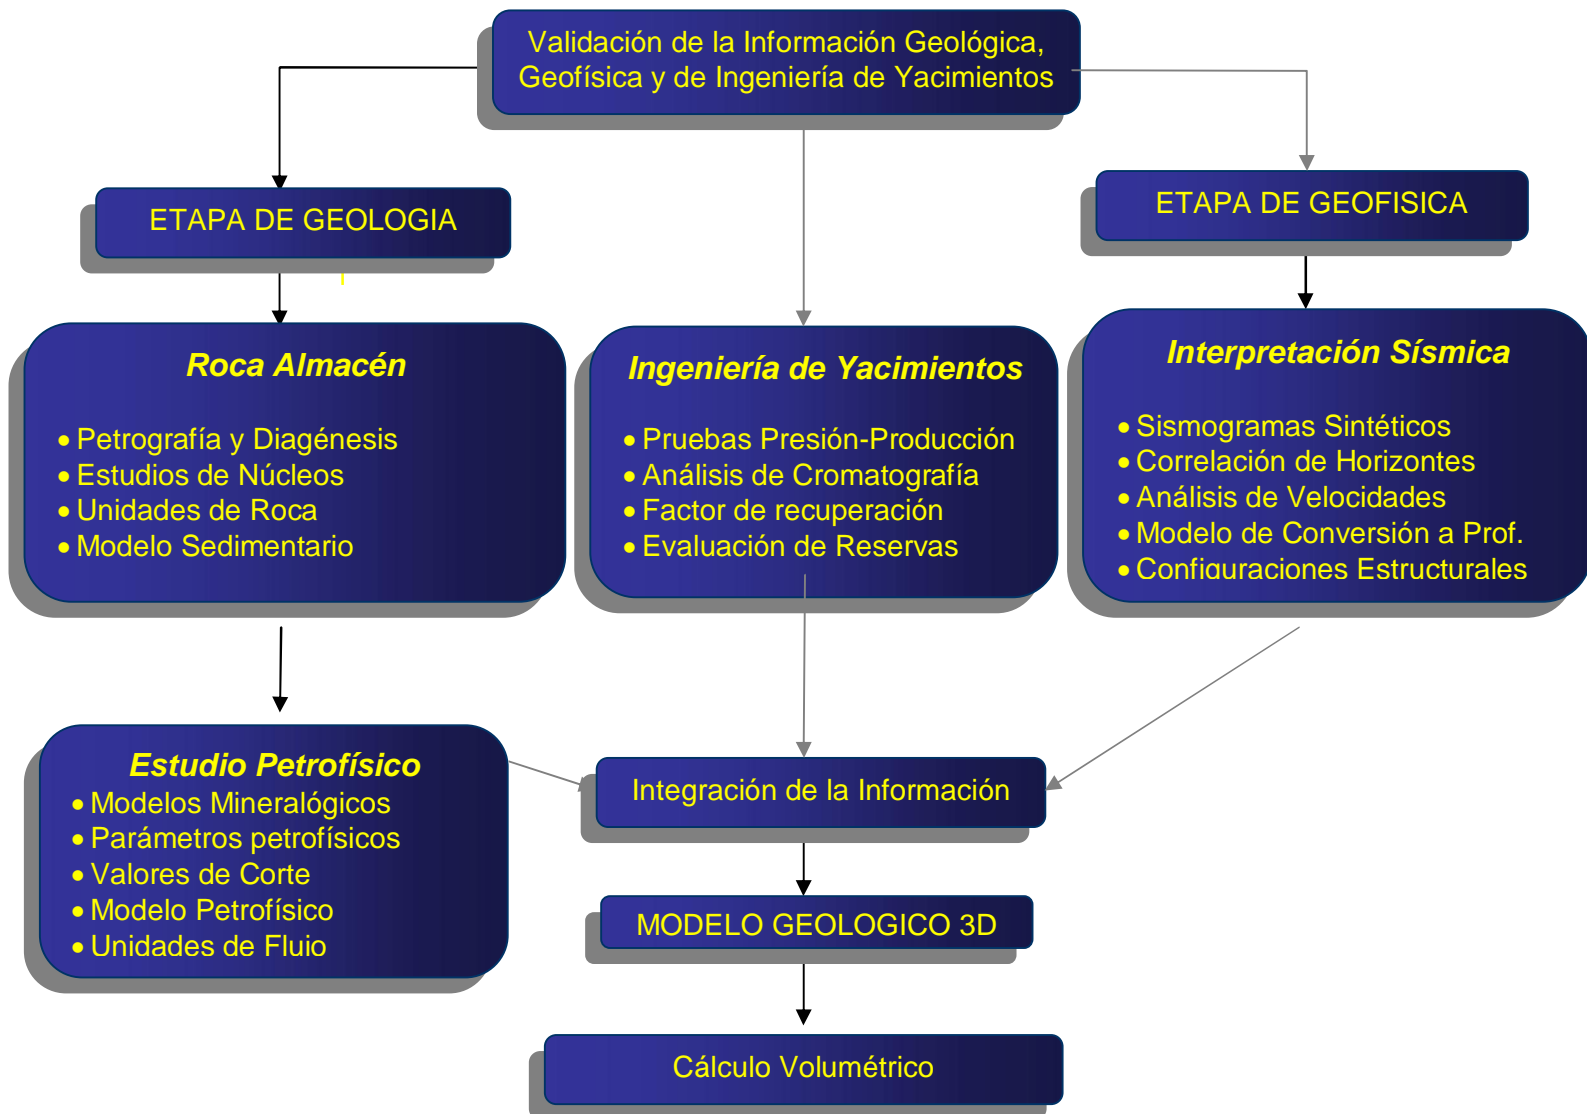 Validación de la Información Geológica,
Geofísica y de Ingeniería de Yacimientos
ETAPA DE GEOLOGIA
ETAPA DE GEOFISICA
Roca Almacén
• Petrografía y Diagénesis
• Estudios de Núcleos
• Unidades de Roca
• Modelo Sedimentario
Ingeniería de Yacimientos
• Pruebas Presión-Producción
• Análisis de Cromatografía
• Factor de recuperación
• Evaluación de Reservas
Interpretación Sísmica
• Sismogramas Sintéticos
• Correlación de Horizontes
• Análisis de Velocidades
• Modelo de Conversión a Prof.
• Configuraciones Estructurales
Estudio Petrofísico
• Modelos Mineralógicos
• Parámetros petrofísicos
• Valores de Corte
• Modelo Petrofísico
• Unidades de Flujo
Integración de la Información
MODELO GEOLOGICO 3D
Cálculo Volumétrico